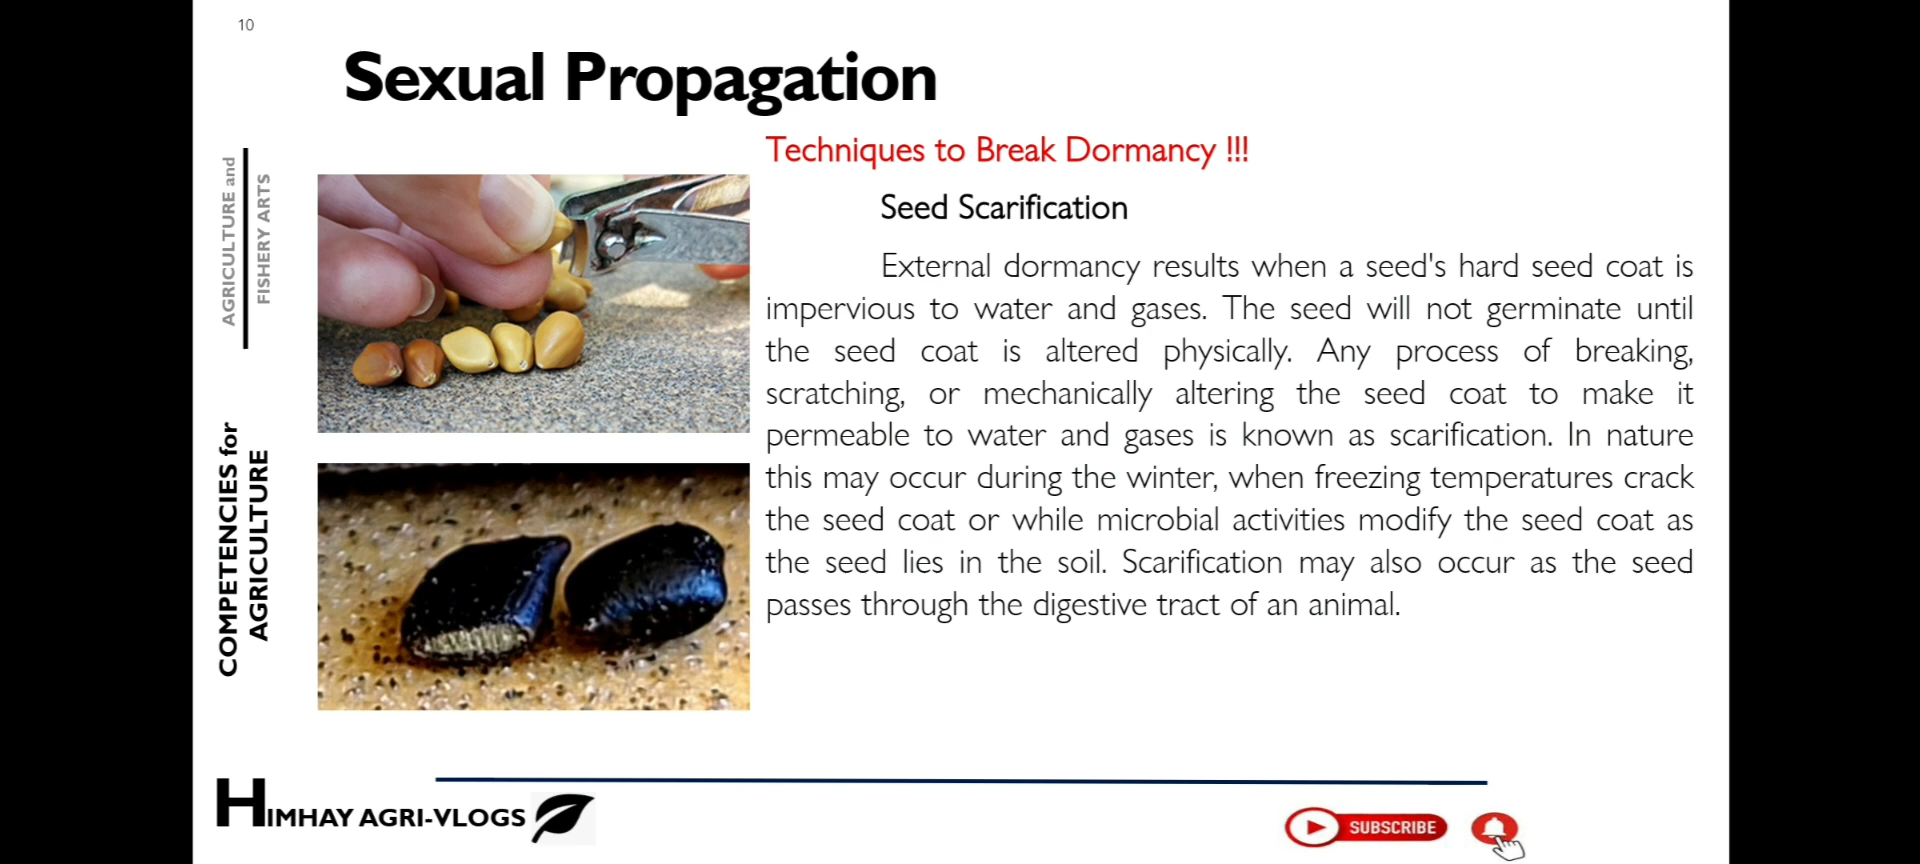 10
Sexual Propagation
AGRICULTURE and
FISHERY ARTS
COMPETENCIES for
AGRICULTURE
Techniques to Break Dormancy !!!
Seed Scarification
External dormancy results when a seed's hard seed coat is
impervious to water and gases. The seed will not germinate until
the seed coat is altered physically. Any process of breaking,
scratching, or mechanically altering the seed coat to make it
permeable to water and gases is known as scarification. In nature
this may occur during the winter, when freezing temperatures crack
the seed coat or while microbial activities modify the seed coat as
the seed lies in the soil. Scarification may also occur as the seed
passes through the digestive tract of an animal.
HIMHAY AGRI-VLOGS
SUBSCRIBE